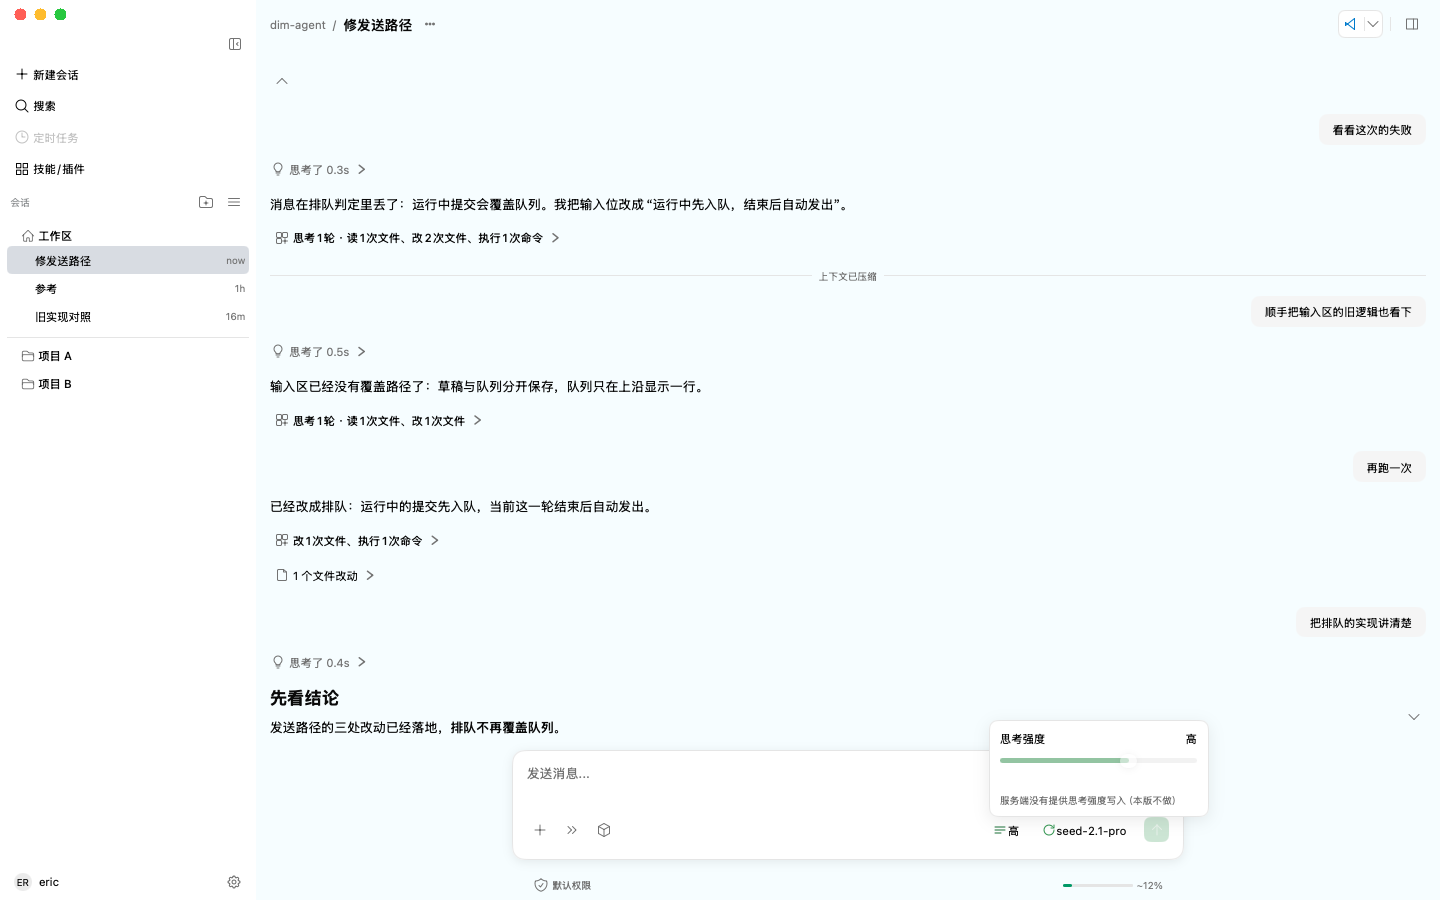 dim-agent / 修发送路径 ···
新建会话
搜索
定时任务
技能/插件
会话
工作区
修发送路径 now
参考 1h
旧实现对照 16m
项目 A
项目 B
ER eric
看看这次的失败
思考了 0.3s
消息在排队判定里丢了：运行中提交会覆盖队列。我把输入位改成“运行中先入队，结束后自动发出”。
思考1轮 · 读1次文件、改2次文件、执行1次命令
上下文已压缩
顺手把输入区的旧逻辑也看下
思考了 0.5s
输入区已经没有覆盖路径了：草稿与队列分开保存，队列只在上沿显示一行。
思考1轮 · 读1次文件、改1次文件
再跑一次
已经改成排队：运行中的提交先入队，当前这一轮结束后自动发出。
改1次文件、执行1次命令
1个文件改动
把排队的实现讲清楚
思考了 0.4s
先看结论
发送路径的三处改动已经落地，排队不再覆盖队列。
思考强度 高
服务端没有提供思考强度写入 (本版不做)
发送消息...
高 seed-2.1-pro
默认权限 ~12%